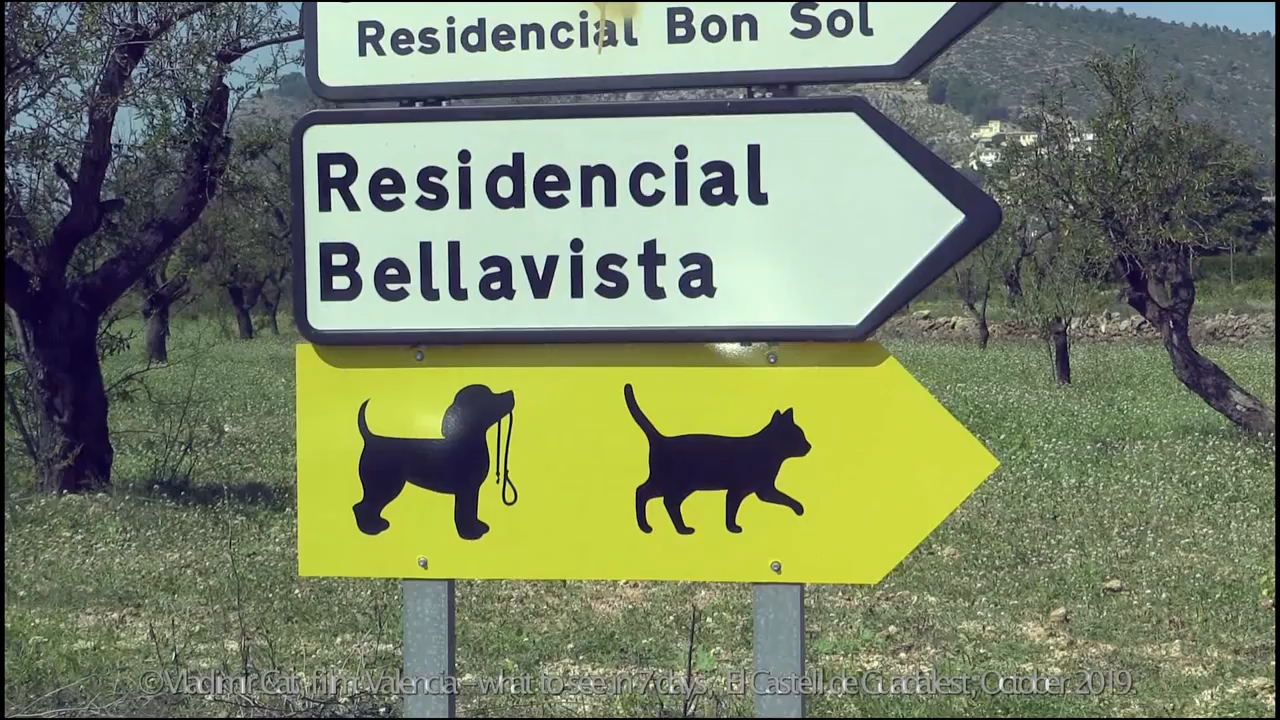 Residencial Bon Sol
Residencial
Bellavista
©Vladimir Cat, film Valencia – what to see in 7 days, El Castell de Guadalest, October 2019.